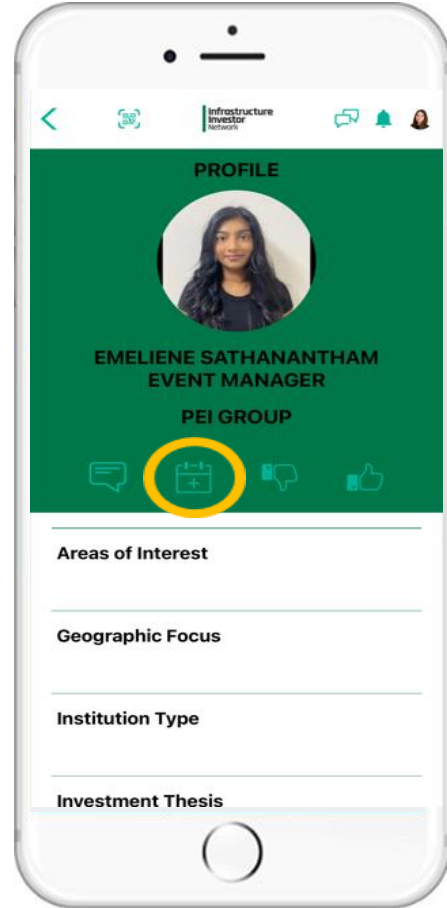 Infrastructure
Investor
Network
PROFILE
EMELIENE SATHANANTHAM
EVENT MANAGER
PEI GROUP
Areas of Interest
Geographic Focus
Institution Type
Investment Thesis